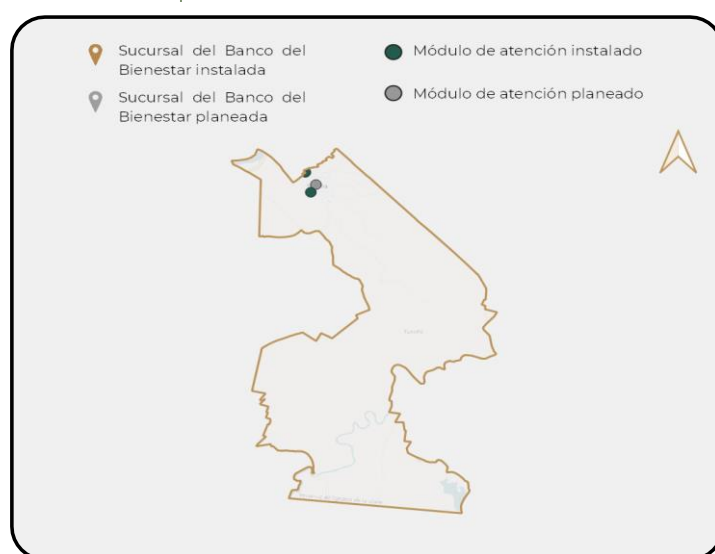 Sucursal del Banco del
Bienestar instalada
Sucursal del Banco del
Bienestar planeada
Módulo de atención instalado
Módulo de atención planeado